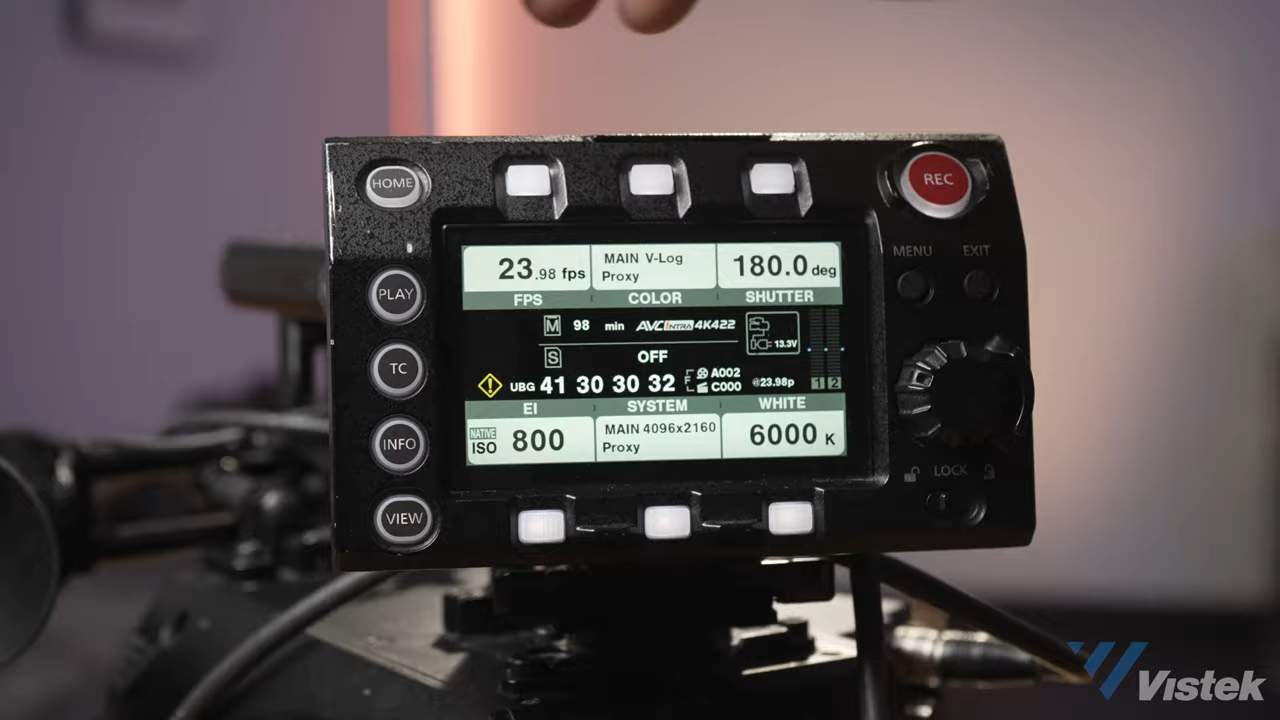 HOME
REC
MENU EXIT
23.98 fps
MAIN V-Log
Proxy
180.0 deg
FPS COLOR SHUTTER
PLAY
M 98 min AVC INTRA 4K422
13.3V
S OFF
TC
UBG 41 30 30 32 F A002
C000 @23.98p
1 2
EI SYSTEM WHITE
NATIVE
ISO 800
MAIN 4096x2160
Proxy
6000 K
INFO
LOCK
VIEW
Vistek